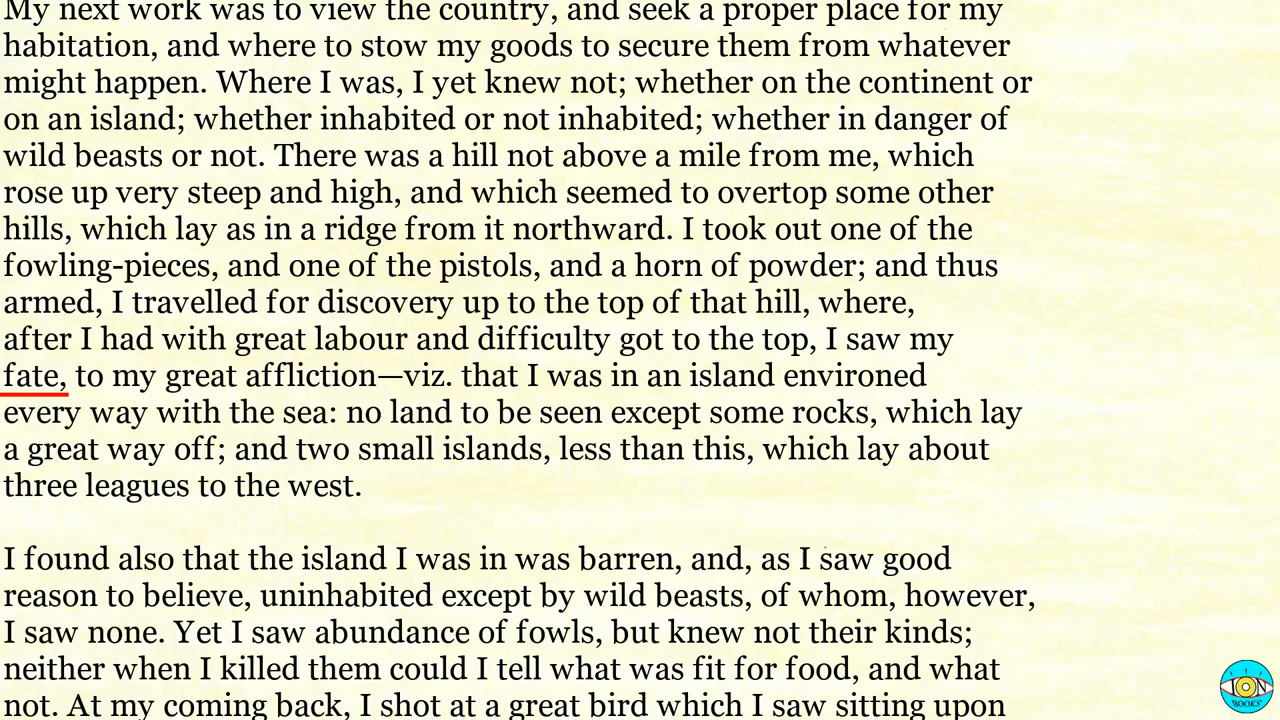 My next work was to view the country, and seek a proper place for my
habitation, and where to stow my goods to secure them from whatever
might happen. Where I was, I yet knew not; whether on the continent or
on an island; whether inhabited or not inhabited; whether in danger of
wild beasts or not. There was a hill not above a mile from me, which
rose up very steep and high, and which seemed to overtop some other
hills, which lay as in a ridge from it northward. I took out one of the
fowling-pieces, and one of the pistols, and a horn of powder; and thus
armed, I travelled for discovery up to the top of that hill, where,
after I had with great labour and difficulty got to the top, I saw my
fate, to my great affliction—viz. that I was in an island environed
every way with the sea: no land to be seen except some rocks, which lay
a great way off; and two small islands, less than this, which lay about
three leagues to the west.
I found also that the island I was in was barren, and, as I saw good
reason to believe, uninhabited except by wild beasts, of whom, however,
I saw none. Yet I saw abundance of fowls, but knew not their kinds;
neither when I killed them could I tell what was fit for food, and what
not. At my coming back, I shot at a great bird which I saw sitting upon
ION
BOOKS